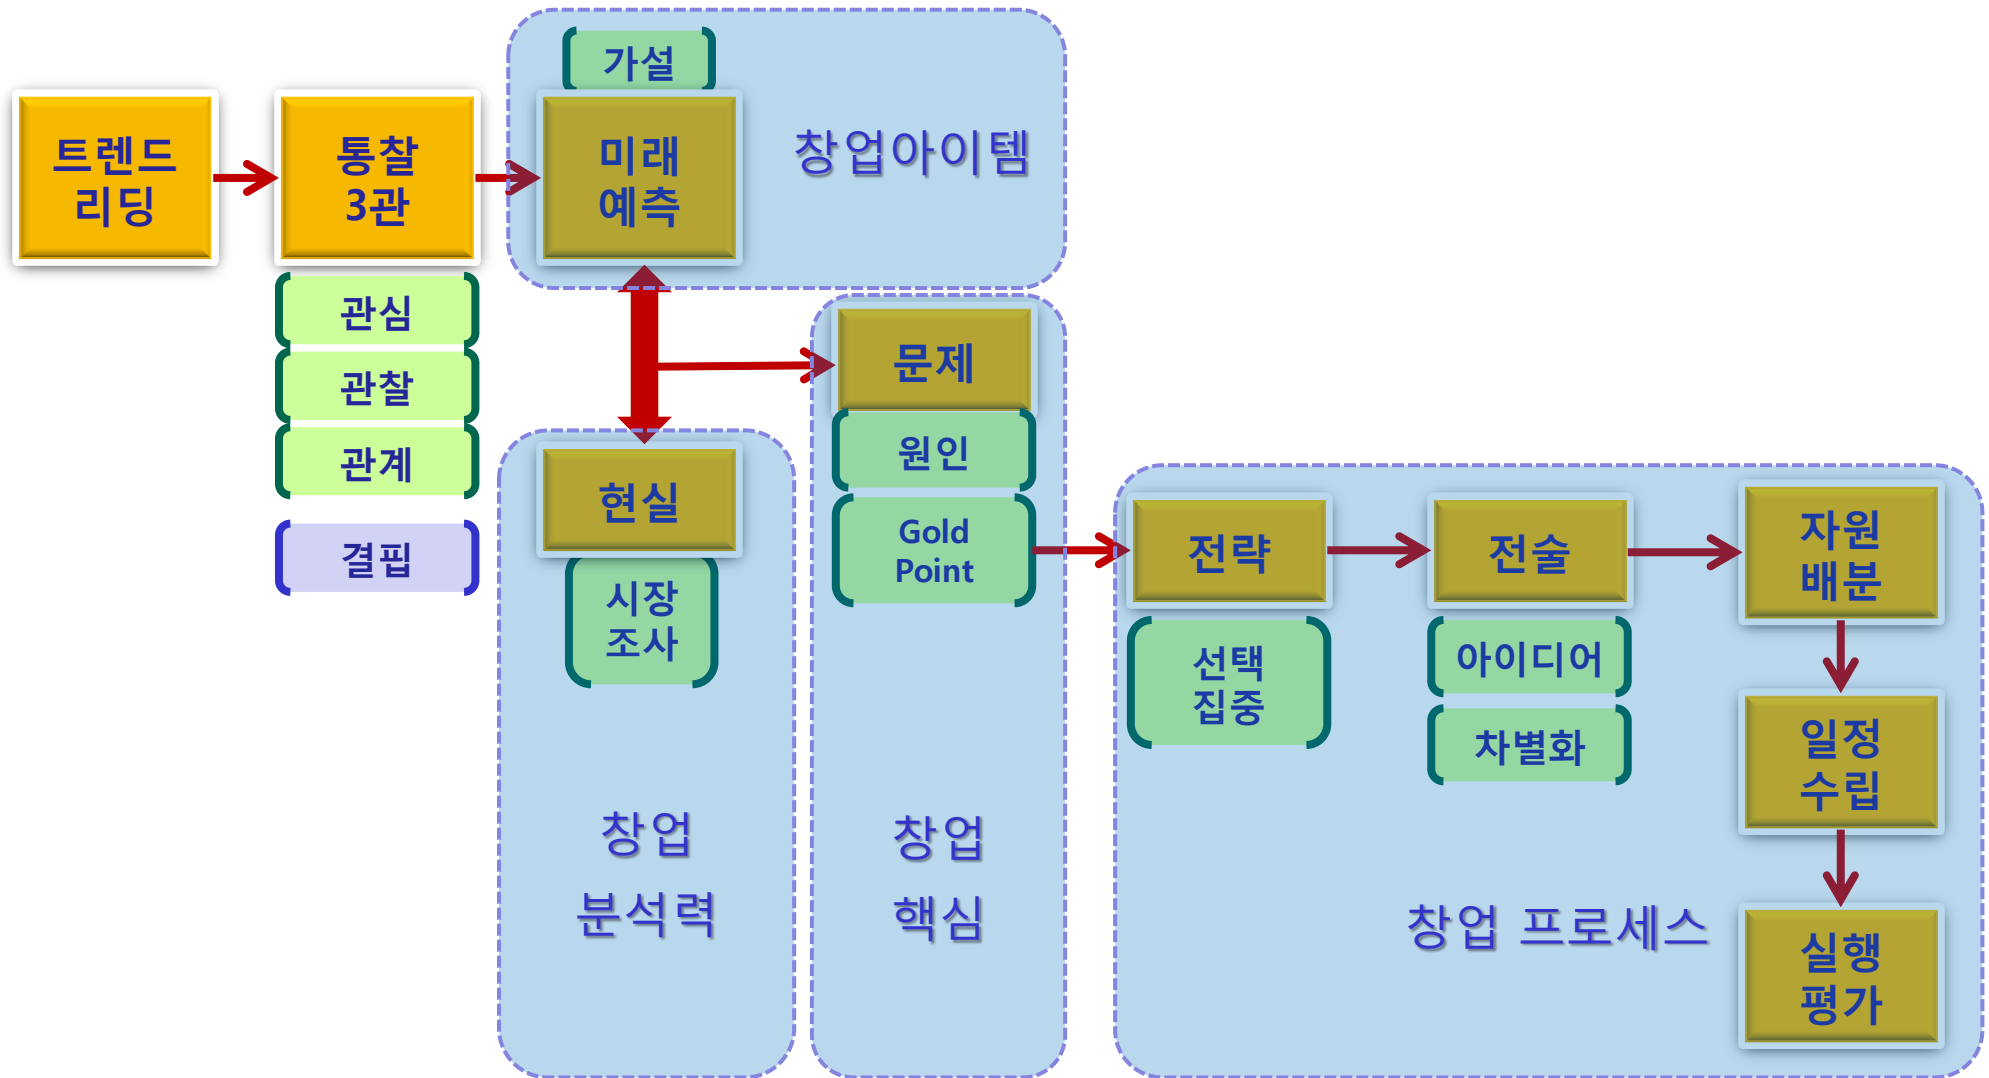 가설
트렌드
리딩
통찰
3관
미래
예측
창업아이템
관심
관찰
관계
결핍
현실
시장
조사
창업
분석력
문제
원인
Gold
Point
창업
핵심
전략
선택
집중
전술
아이디어
차별화
자원
배분
일정
수립
실행
평가
창업 프로세스